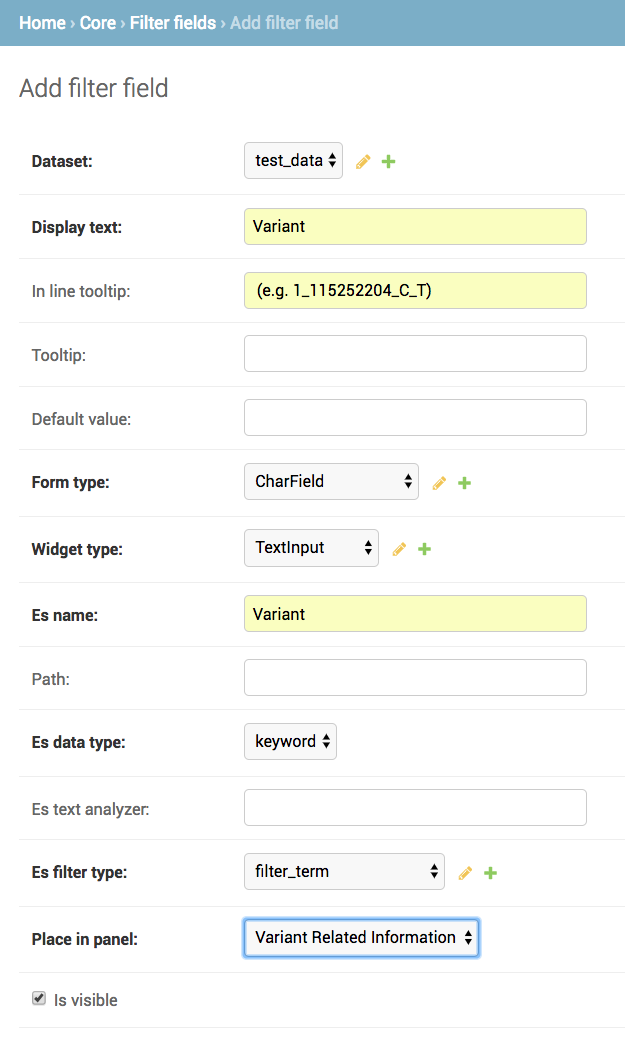 Home › Core › Filter fields › Add filter field
Add filter field
Dataset: test_data
Display text: Variant
In line tooltip: (e.g. 1_115252204_C_T)
Tooltip:
Default value:
Form type: CharField
Widget type: TextInput
Es name: Variant
Path:
Es data type: keyword
Es text analyzer:
Es filter type: filter_term
Place in panel: Variant Related Information
Is visible